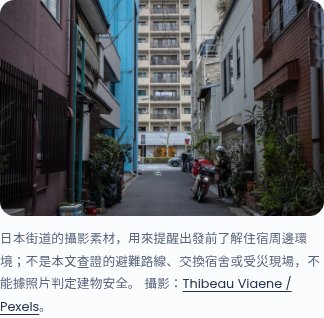 日本街道的攝影素材，用來提醒出發前了解住宿周邊環
境；不是本文查證的避難路線、交換宿舍或受災現場，不
能據照片判定建物安全。 攝影：Thibeau Viaene /
Pexels。